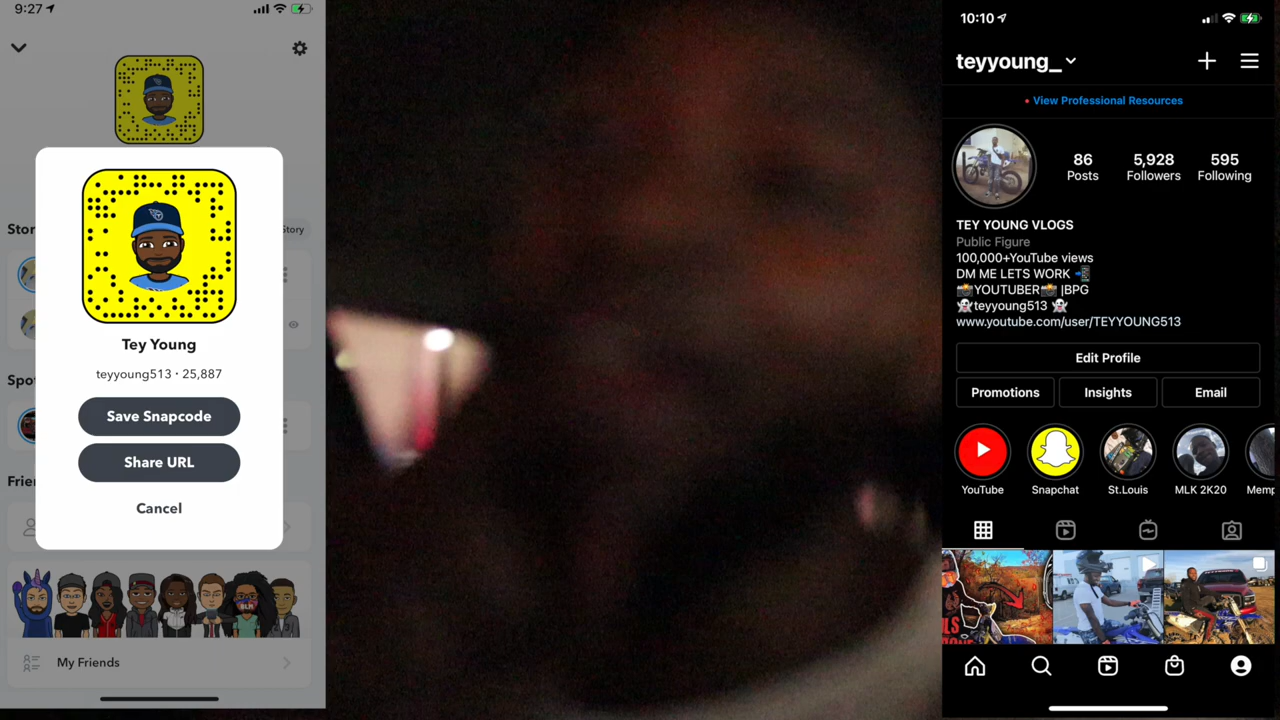 9:27
Stor
Story
Tey Young
teyyoung513 · 25,887
Spo
Save Snapcode
Share URL
Frie
Cancel
My Friends
10:10
teyyoung_
View Professional Resources
86
5,928
595
Posts
Followers
Following
TEY YOUNG VLOGS
Public Figure
100,000+YouTube views
DM ME LETS WORK 📲
📸YOUTUBER📸 |BPG
👻teyyoung513 👻
www.youtube.com/user/TEYYOUNG513
Edit Profile
Promotions
Insights
Email
YouTube
Snapchat
St.Louis
MLK 2K20
Memp